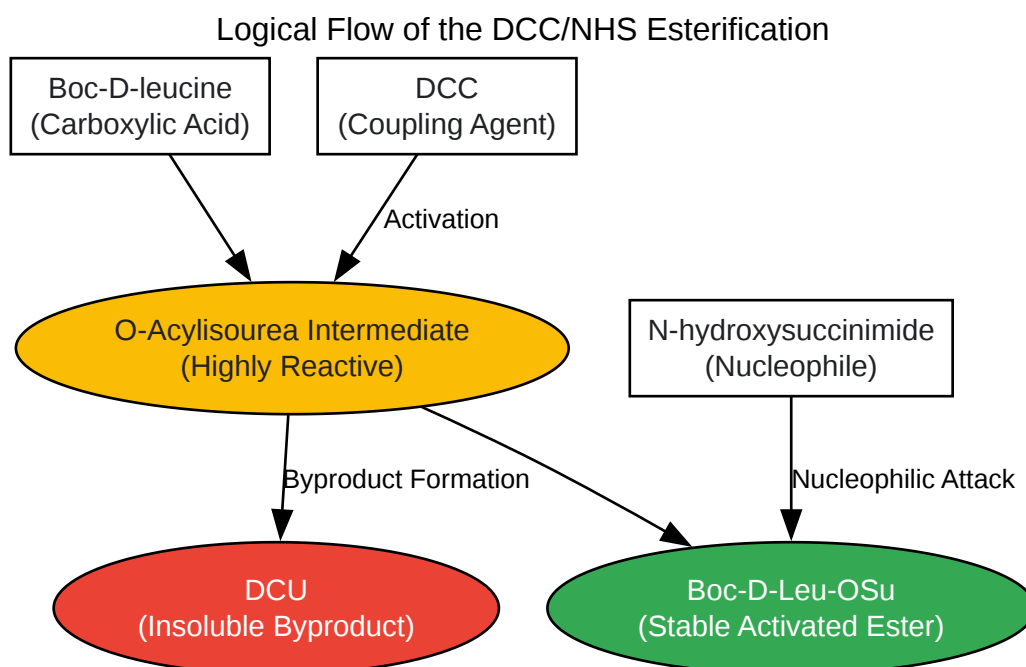 Logical Flow of the DCC/NHS Esterification
Boc-D-leucine
(Carboxylic Acid)
DCC
(Coupling Agent)
Activation
O-Acylisourea Intermediate
(Highly Reactive)
N-hydroxysuccinimide
(Nucleophile)
Byproduct Formation
Nucleophilic Attack
DCU
(Insoluble Byproduct)
Boc-D-Leu-OSu
(Stable Activated Ester)